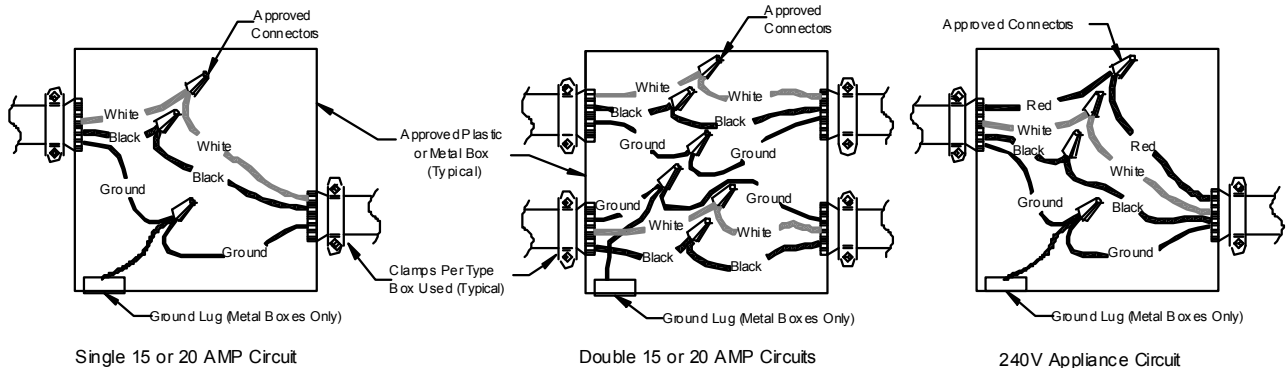 Approved
Connectors
White
Black
White
Black
Ground
Ground
Ground Lug (Metal Boxes Only)
Single 15 or 20 AMP Circuit
Approved Plastic
or Metal Box
(Typical)
Clamps Per Type
Box Used (Typical)
Approved
Connectors
White
White
Black
Black
Ground
Ground
Ground
Ground
White
White
Black
Black
Ground Lug (Metal Boxes Only)
Double 15 or 20 AMP Circuits
Approved Connectors
Red
White
Black
Red
White
Ground
Black
Ground
Ground Lug (Metal Boxes Only)
240V Appliance Circuit